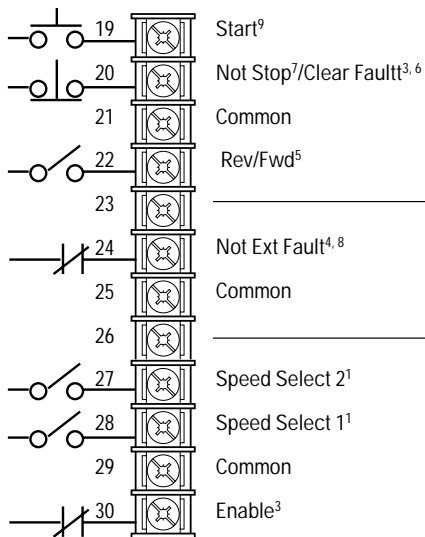 19 Start⁹
20 Not Stop⁷/Clear Faultt³, ⁶
21 Common
22 Rev/Fwd⁵
23
24 Not Ext Fault⁴, ⁸
25 Common
26
27 Speed Select 2¹
28 Speed Select 1¹
29 Common
30 Enable³